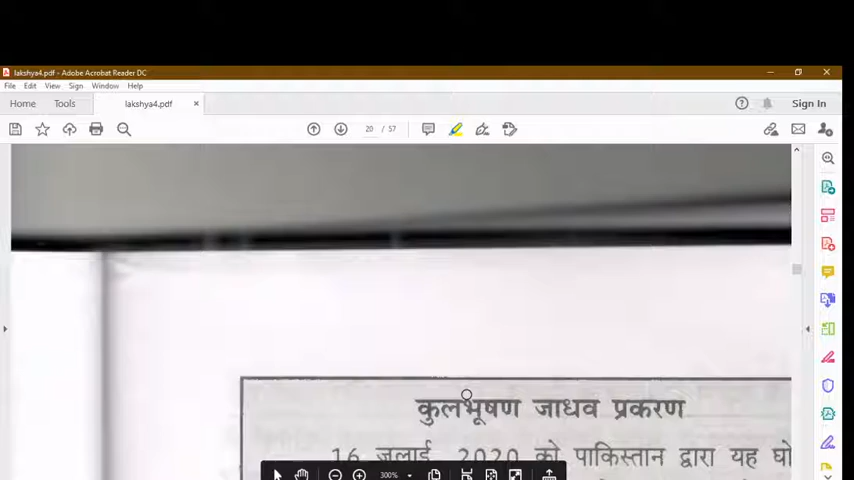 lakshya4.pdf - Adobe Acrobat Reader DC
File Edit View Sign Window Help
Home Tools lakshya4.pdf × Sign In
20 / 57
कुलभूषण जाधव प्रकरण
16 जुलाई, 2020 को पाकिस्तान द्वारा यह
300%